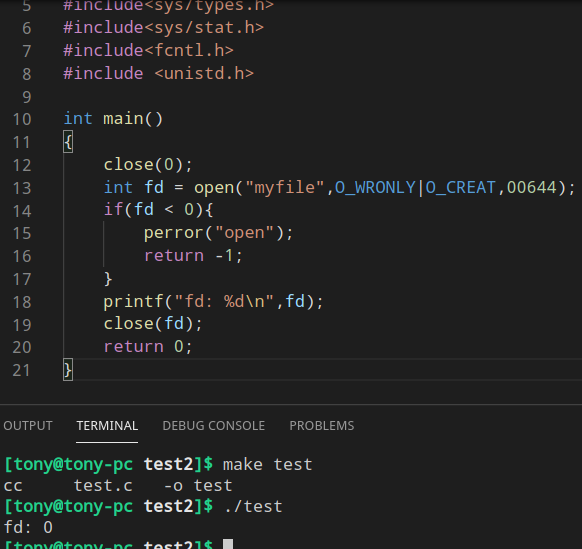 5 #include<sys/types.h>
6 #include<sys/stat.h>
7 #include<fcntl.h>
8 #include <unistd.h>
9
10 int main()
11 {
12     close(0);
13     int fd = open("myfile",O_WRONLY|O_CREAT,00644);
14     if(fd < 0){
15         perror("open");
16         return -1;
17     }
18     printf("fd: %d\n",fd);
19     close(fd);
20     return 0;
21 }
OUTPUT TERMINAL DEBUG CONSOLE PROBLEMS
[tony@tony-pc test2]$ make test
cc     test.c   -o test
[tony@tony-pc test2]$ ./test
fd: 0
[tony@tony-pc test2]$